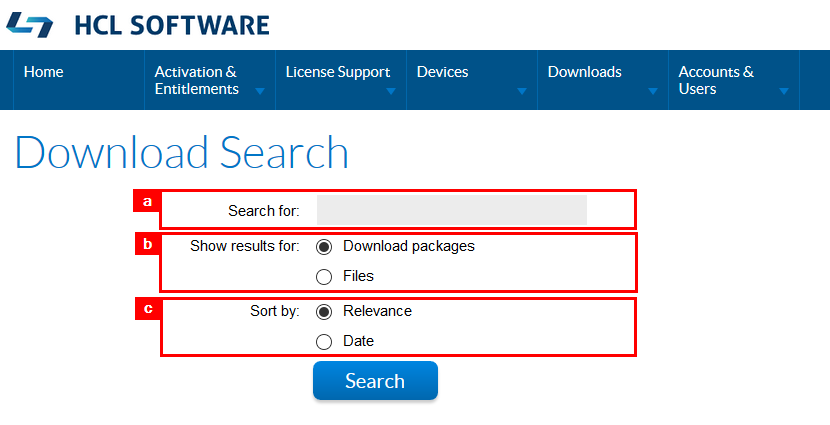 HCL SOFTWARE
Home
Activation &
Entitlements
License Support
Devices
Downloads
Accounts &
Users
Download Search
a
Search for:
b
Show results for:
Download packages
Files
c
Sort by:
Relevance
Date
Search